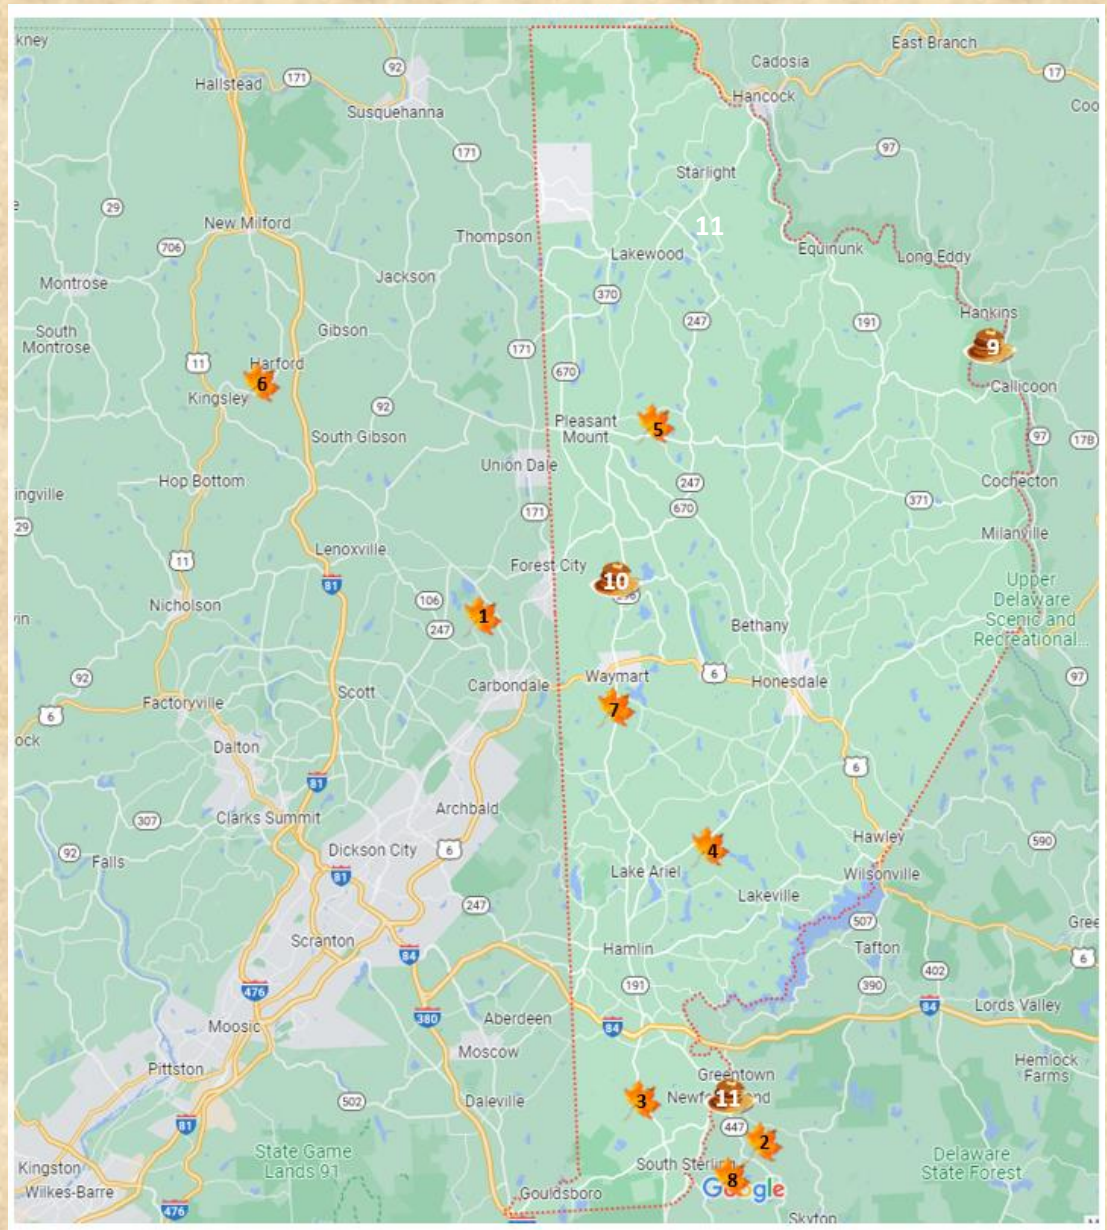 kney
East Branch
Cadosia
92
17
Hallstead
171
Hancock
Coo
Susquehanna
97
171
Starlight
29
New Milford
11
Thompson
706
Lakewood
Equinunk
Long Eddy
Jackson
Montrose
370
Hankins
247
191
South
Montrose
Gibson
9
171
11
Harford
670
6
Callicoon
Kingsley
92
5
Pleasant
Mount
South Gibson
97
17B
Union Dale
Hop Bottom
247
Cochecton
ingville
371
670
171
29
Milanville
Lenoxville
11
Forest City
10
81
Upper
Delaware
Scenic and
Recreational...
106
Nicholson
1
vin
247
Bethany
92
Waymart
6
97
Carbondale
Honesdale
Scott
Factoryville
7
6
ock
Dalton
6
81
Archbald
307
Clarks Summit
Hawley
590
6
4
Dickson City
92
Falls
Lake Ariel
Wilsonville
81
Lakeville
247
507
Gree
Scranton
Hamlin
Tafton
84
6
402
476
191
390
84
Lords Valley
380
Aberdeen
84
Moosic
Moscow
Hemlock
Farms
Pittston
Greentown
3
11
502
Daleville
447
81
2
State Game
Lands 91
Delaware
State Forest
Kingston
8
Google
Gouldsboro
Wilkes-Barre
476